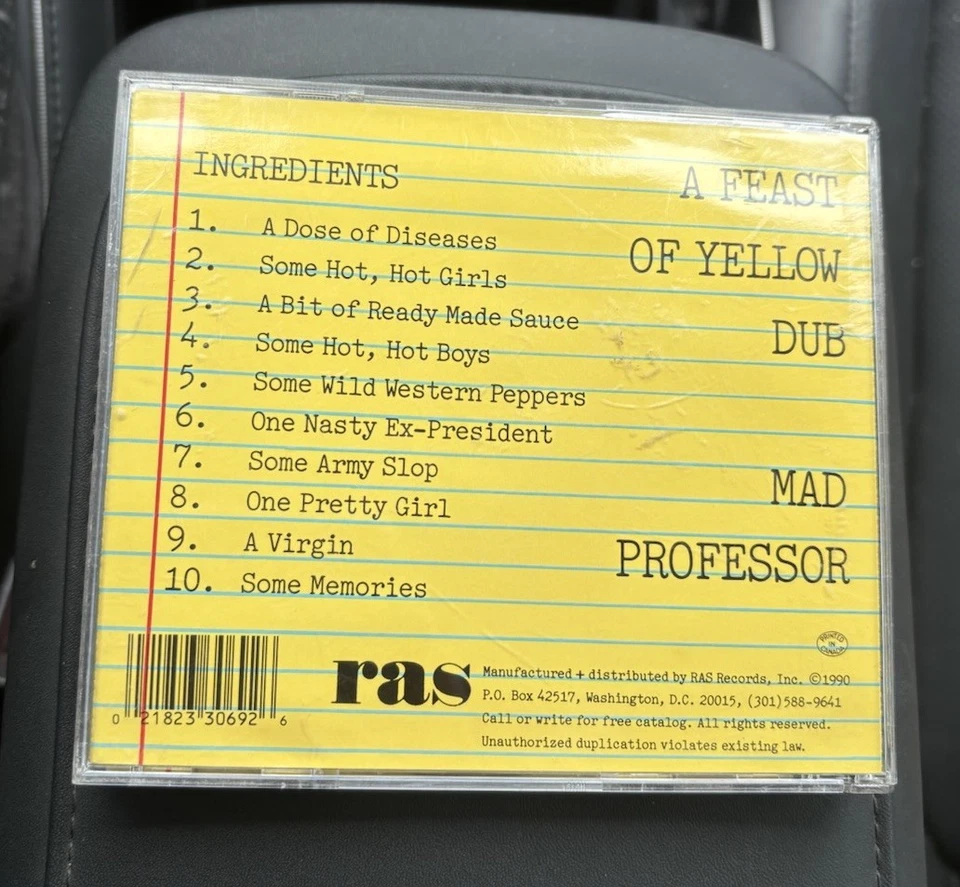 INGREDIENTS
1. A Dose of Diseases
2. Some Hot, Hot Girls
3. A Bit of Ready Made Sauce
4. Some Hot, Hot Boys
5. Some Wild Western Peppers
6. One Nasty Ex-President
7. Some Army Slop
8. One Pretty Girl
9. A Virgin
10. Some Memories
A FEAST
OF YELLOW
DUB
MAD
PROFESSOR
PRINTED
IN
CANADA
0 21823 30692 6
ras
Manufactured + distributed by RAS Records, Inc. ©1990
P.O. Box 42517, Washington, D.C. 20015, (301)588-9641
Call or write for free catalog. All rights reserved.
Unauthorized duplication violates existing law.